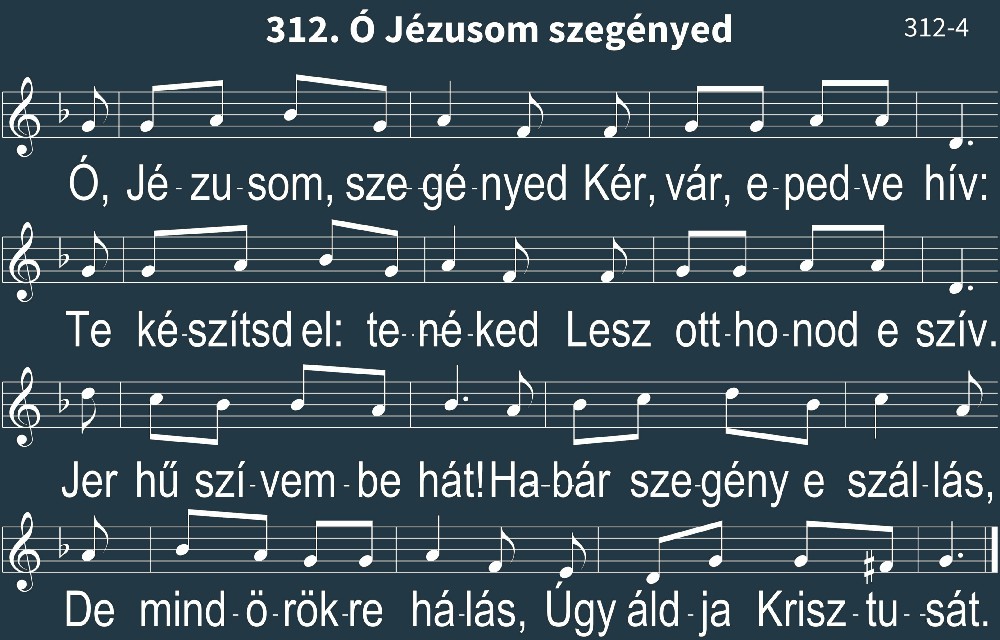 312. Ó Jézusom szegényed
312-4
Ó, Jé-zu-som, sze-gé-nyed Kér, vár, e-ped-ve hív:
Te ké-szítsd el: te-né-ked Lesz ott-ho-nod e szív.
Jer hű szí-vem-be hát! Ha-bár sze-gény e szál-lás,
De mind-ö-rök-re há-lás, Úgy áld-ja Krisz-tu-sát.